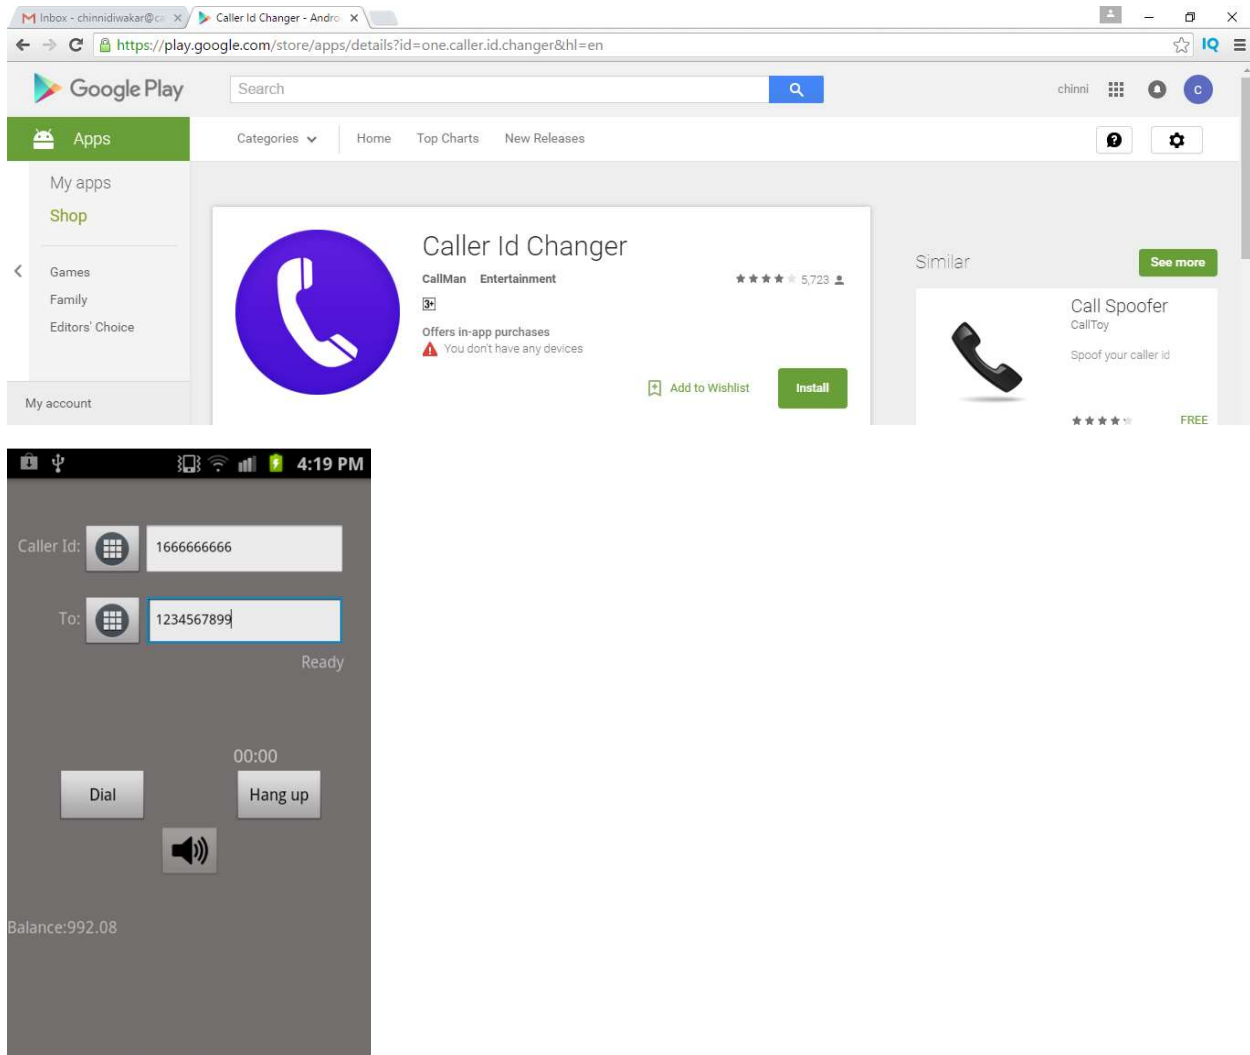 Inbox - chinnidiwakar@ca
Caller Id Changer - Andro
https://play.google.com/store/apps/details?id=one.caller.id.changer&hl=en
IQ
Google Play
Search
chinni
C
Apps
Categories
Home
Top Charts
New Releases
My apps
Shop
Games
Family
Editors' Choice
My account
Caller Id Changer
CallMan Entertainment
5,723
3+
Offers in-app purchases
You don't have any devices
Add to Wishlist
Install
Similar
See more
Call Spoofer
CallToy
Spoof your caller id
FREE
4:19 PM
Caller Id:
1666666666
To:
1234567899
Ready
00:00
Dial
Hang up
Balance:992.08